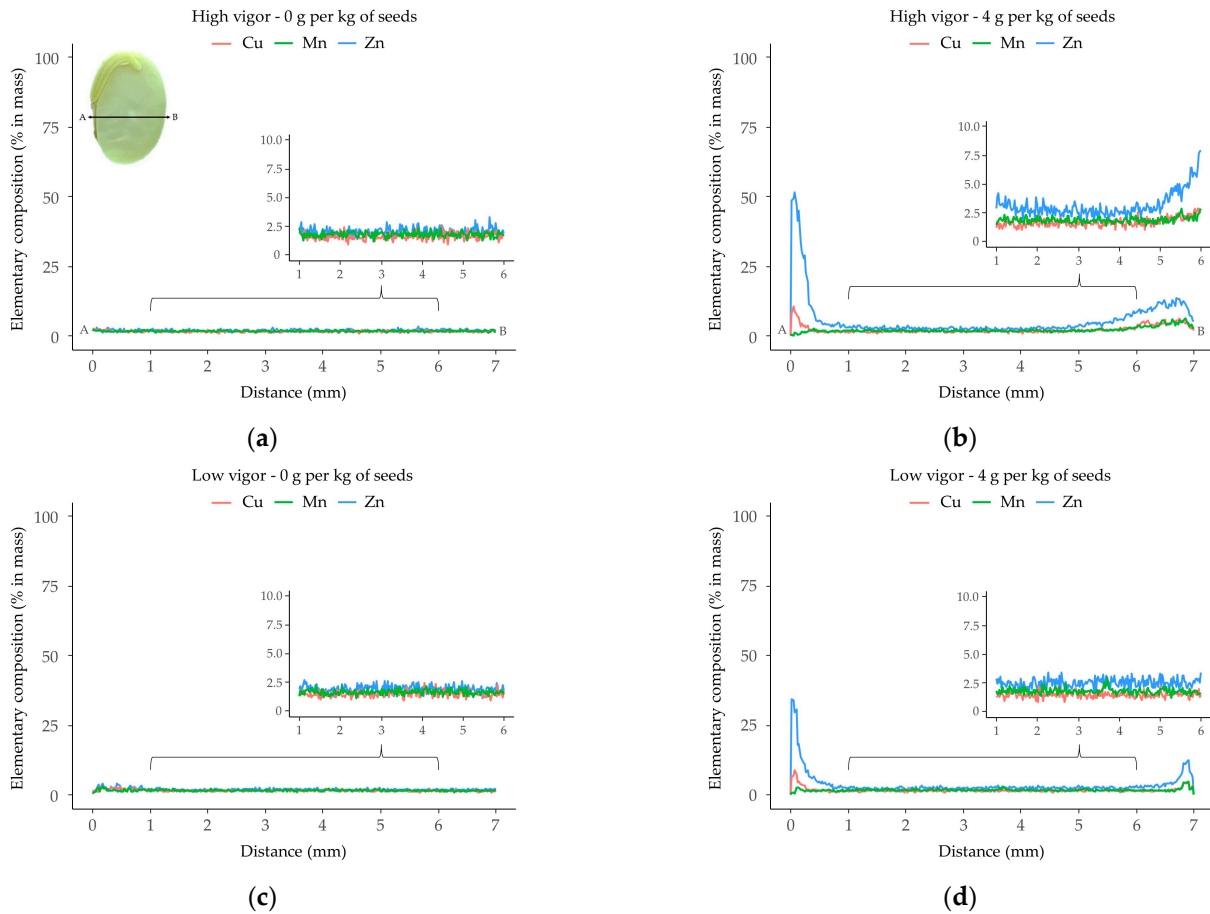 High vigor - 0 g per kg of seeds
Cu Mn Zn
Elementary composition (% in mass)
100
75
50
25
0
A B
10.0
7.5
5.0
2.5
0
1 2 3 4 5 6
A B
0 1 2 3 4 5 6 7
Distance (mm)
(a)
High vigor - 4 g per kg of seeds
Cu Mn Zn
Elementary composition (% in mass)
100
75
50
25
0
10.0
7.5
5.0
2.5
0
1 2 3 4 5 6
A B
0 1 2 3 4 5 6 7
Distance (mm)
(b)
Low vigor - 0 g per kg of seeds
Cu Mn Zn
Elementary composition (% in mass)
100
75
50
25
0
10.0
7.5
5.0
2.5
0
1 2 3 4 5 6
0 1 2 3 4 5 6 7
Distance (mm)
(c)
Low vigor - 4 g per kg of seeds
Cu Mn Zn
Elementary composition (% in mass)
100
75
50
25
0
10.0
7.5
5.0
2.5
0
1 2 3 4 5 6
0 1 2 3 4 5 6 7
Distance (mm)
(d)